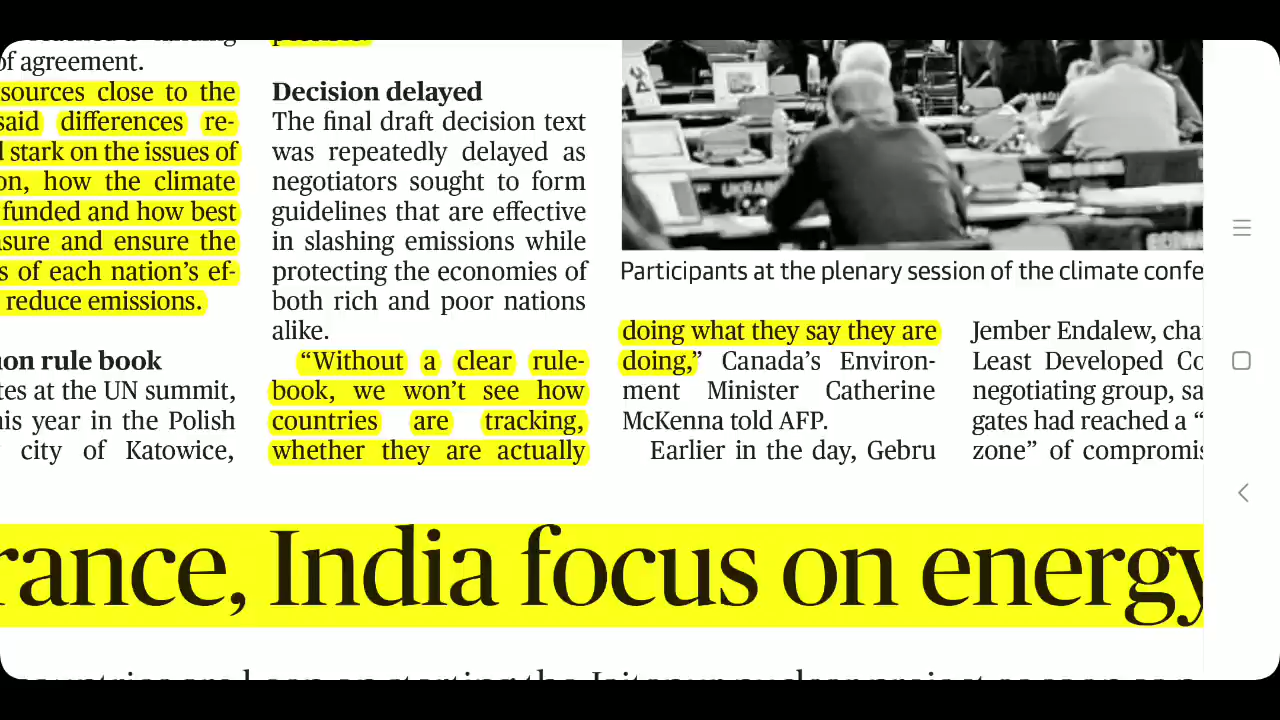 of agreement.
sources close to the
said differences re-
stark on the issues of
how the climate
funded and how best
and ensure the
of each nation's ef-
reduce emissions.
rule book
at the UN summit,
year in the Polish
city of Katowice,
Decision delayed
The final draft decision text
was repeatedly delayed as
negotiators sought to form
guidelines that are effective
in slashing emissions while
protecting the economies of
both rich and poor nations
alike.
“Without a clear rule-
book, we won't see how
countries are tracking,
whether they are actually
UKRAI
Participants at the plenary session of the climate confe
doing what they say they are
doing,” Canada's Environ-
ment Minister Catherine
McKenna told AFP.
Earlier in the day, Gebru
Jember Endalew, cha
Least Developed Co
negotiating group, sa
gates had reached a “
zone” of compromis
rance, India focus on energy